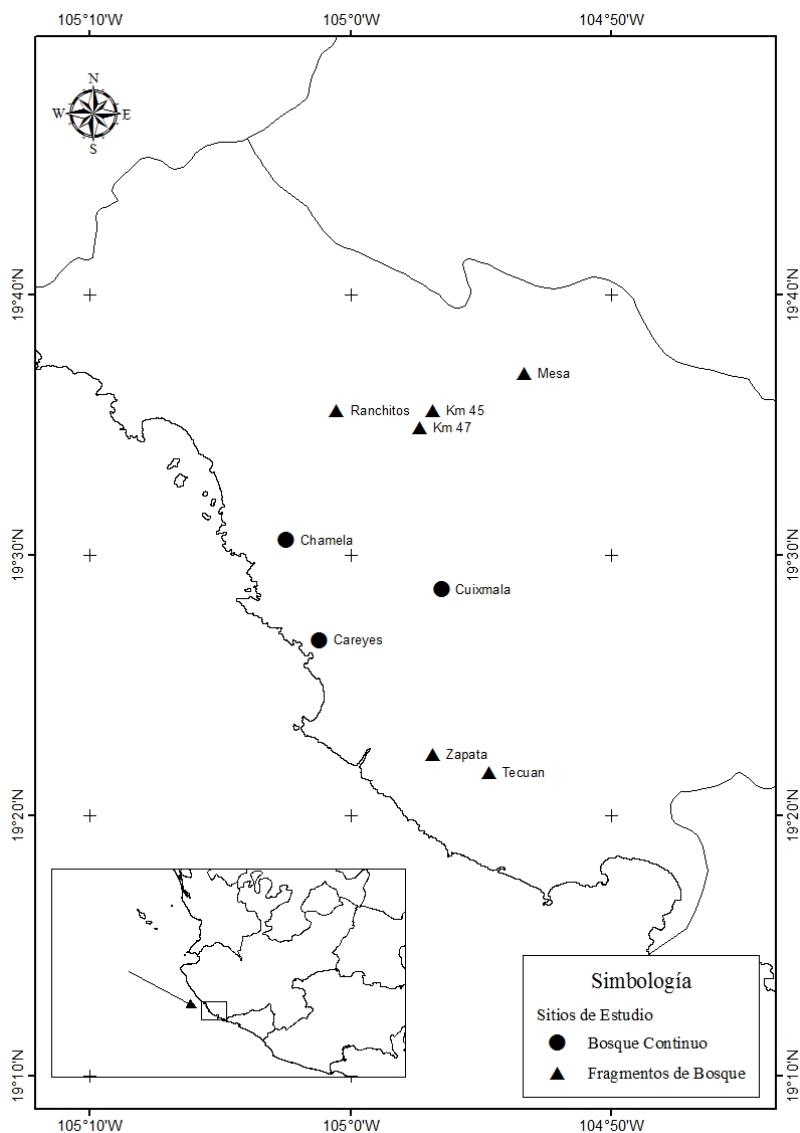 105°10'W 105°0'W 104°50'W
N
W E
S
19°40'N 19°40'N
Mesa
Ranchitos Km 45
Km 47
19°30'N 19°30'N
Chamela
Cuixmala
Careyes
Zapata
Tecuan
19°20'N 19°20'N
Simbología
Sitios de Estudio
Bosque Continuo
Fragmentos de Bosque
19°10'N 19°10'N
105°10'W 105°0'W 104°50'W